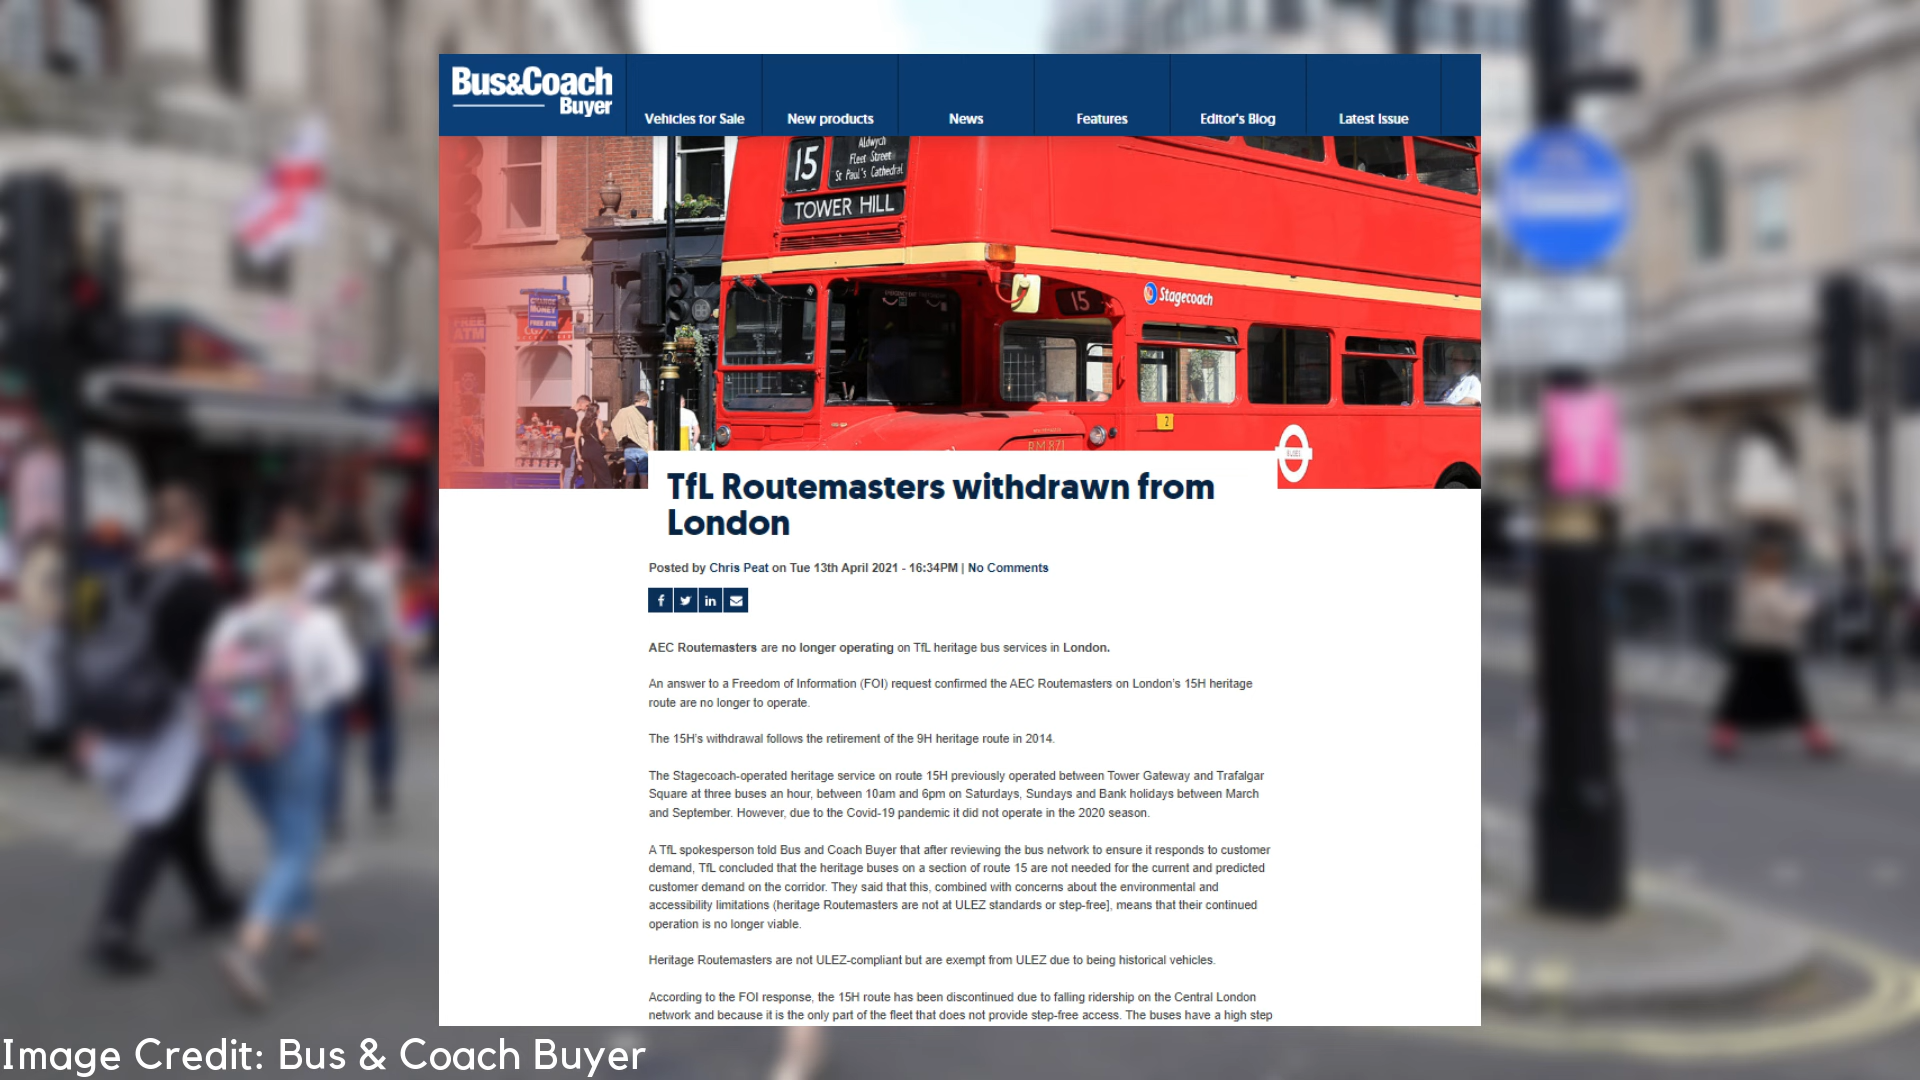 Bus&Coach
Buyer
Vehicles for Sale
New products
News
Features
Editor's Blog
Latest Issue
15
Aldwych
Fleet Street
St Paul's Cathedral
TOWER HILL
15
Stagecoach
FREE
ATM
MONEY
FREE ATM
2
RM 871
TfL Routemasters withdrawn from
London
Posted by Chris Peat on Tue 13th April 2021 - 16:34PM | No Comments
AEC Routemasters are no longer operating on TfL heritage bus services in London.
An answer to a Freedom of Information (FOI) request confirmed the AEC Routemasters on London's 15H heritage
route are no longer to operate.
The 15H's withdrawal follows the retirement of the 9H heritage route in 2014.
The Stagecoach-operated heritage service on route 15H previously operated between Tower Gateway and Trafalgar
Square at three buses an hour, between 10am and 6pm on Saturdays, Sundays and Bank holidays between March
and September. However, due to the Covid-19 pandemic it did not operate in the 2020 season.
A TfL spokesperson told Bus and Coach Buyer that after reviewing the bus network to ensure it responds to customer
demand, TfL concluded that the heritage buses on a section of route 15 are not needed for the current and predicted
customer demand on the corridor. They said that this, combined with concerns about the environmental and
accessibility limitations (heritage Routemasters are not at ULEZ standards or step-free], means that their continued
operation is no longer viable.
Heritage Routemasters are not ULEZ-compliant but are exempt from ULEZ due to being historical vehicles.
According to the FOI response, the 15H route has been discontinued due to falling ridership on the Central London
network and because it is the only part of the fleet that does not provide step-free access. The buses have a high step
Image Credit: Bus & Coach Buyer